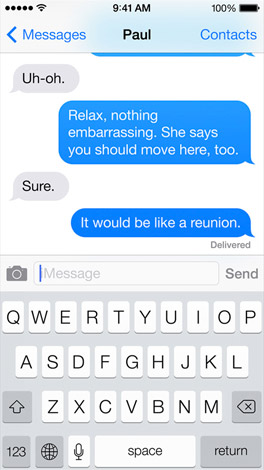 9:41 AM 100%
Messages Paul Contacts
Uh-oh.
Relax, nothing
embarrassing. She says
you should move here, too.
Sure.
It would be like a reunion.
Delivered
Message Send
Q W E R T Y U I O P
A S D F G H J K L
Z X C V B N M
123 space return